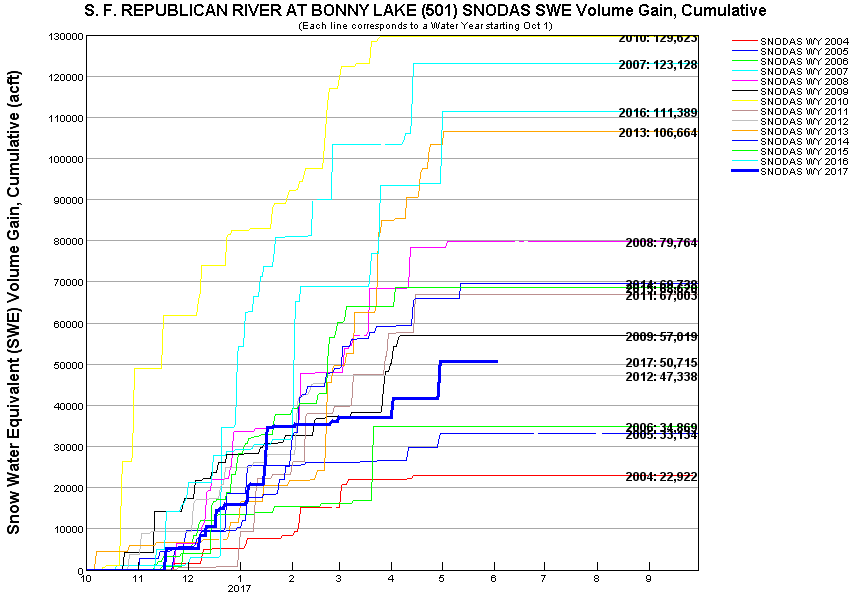 S. F. REPUBLICAN RIVER AT BONNY LAKE (501) SNODAS SWE Volume Gain, Cumulative
(Each line corresponds to a Water Year starting Oct 1)
Snow Water Equivalent (SWE) Volume Gain, Cumulative (acft)
130000
120000
110000
100000
90000
80000
70000
60000
50000
40000
30000
20000
10000
0
2010: 129,623
2007: 123,128
2016: 111,389
2013: 106,664
2008: 79,764
2011: 67,003
2009: 57,019
2017: 50,715
2012: 47,338
2006: 34,869
2005: 33,134
2004: 22,922
10 11 12 1 2 3 4 5 6 7 8 9
2017
SNODAS WY 2004
SNODAS WY 2005
SNODAS WY 2006
SNODAS WY 2007
SNODAS WY 2008
SNODAS WY 2009
SNODAS WY 2010
SNODAS WY 2011
SNODAS WY 2012
SNODAS WY 2013
SNODAS WY 2014
SNODAS WY 2015
SNODAS WY 2016
SNODAS WY 2017